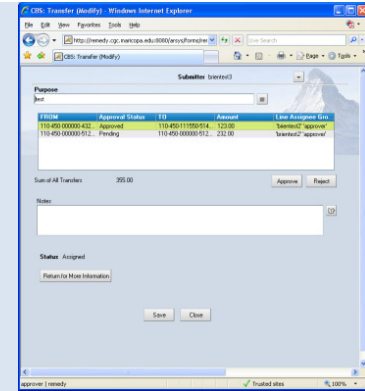 CBS: Transfer (Modify) - Windows Internet Explorer
File Edit View Favorites Tools Help
http://remedy.cgc.maricopa.edu:8080/arsys/forms/rer
Live Search
CBS: Transfer (Modify)
Page Tools
Submitter brientest3
Purpose
test
FROM Approval Status TO Amount Line Assignee Gro
110-450-000000-432... Approved 110-450-111550-514... 123.00 'brientest2' 'approver'
110-450-000000-512... Pending 110-450-000000-512... 232.00 'brientest2' 'approver'
Sum of All Transfers 355.00
Approve Reject
Notes
Status Assigned
Return for More Information
Save Close
approver | remedy Trusted sites 100%